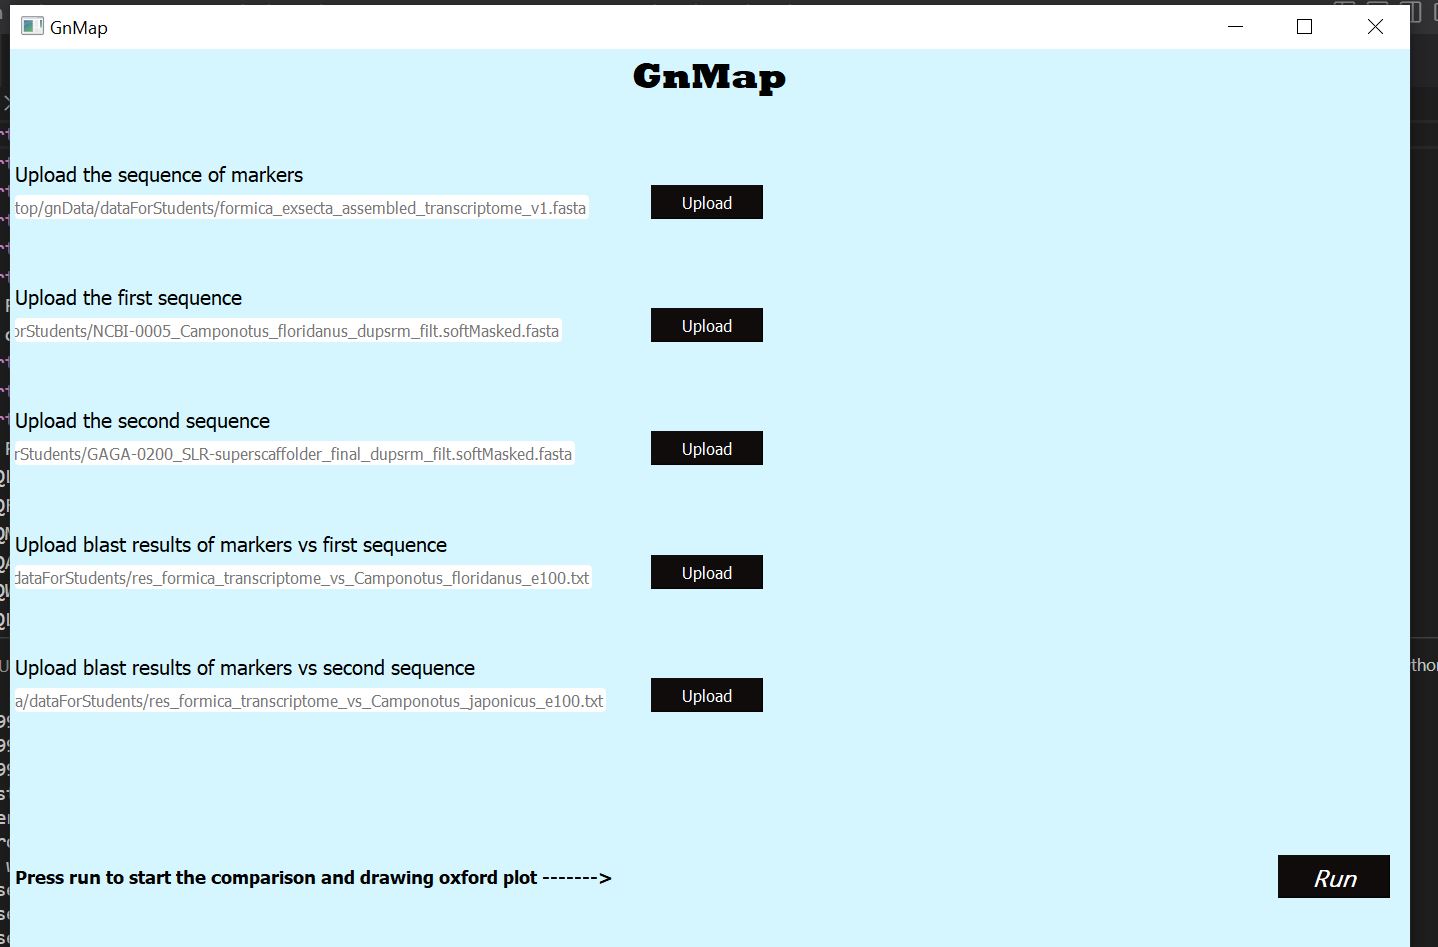 GnMap
GnMap
Upload the sequence of markers
top/gnData/dataForStudents/formica_exsecta_assembled_transcriptome_v1.fasta
Upload
Upload the first sequence
orStudents/NCBI-0005_Camponotus_floridanus_dupsrm_filt.softMasked.fasta
Upload
Upload the second sequence
rStudents/GAGA-0200_SLR-superscaffolder_final_dupsrm_filt.softMasked.fasta
Upload
Upload blast results of markers vs first sequence
dataForStudents/res_formica_transcriptome_vs_Camponotus_floridanus_e100.txt
Upload
Upload blast results of markers vs second sequence
a/dataForStudents/res_formica_transcriptome_vs_Camponotus_japonicus_e100.txt
Upload
Press run to start the comparison and drawing oxford plot ------->
Run